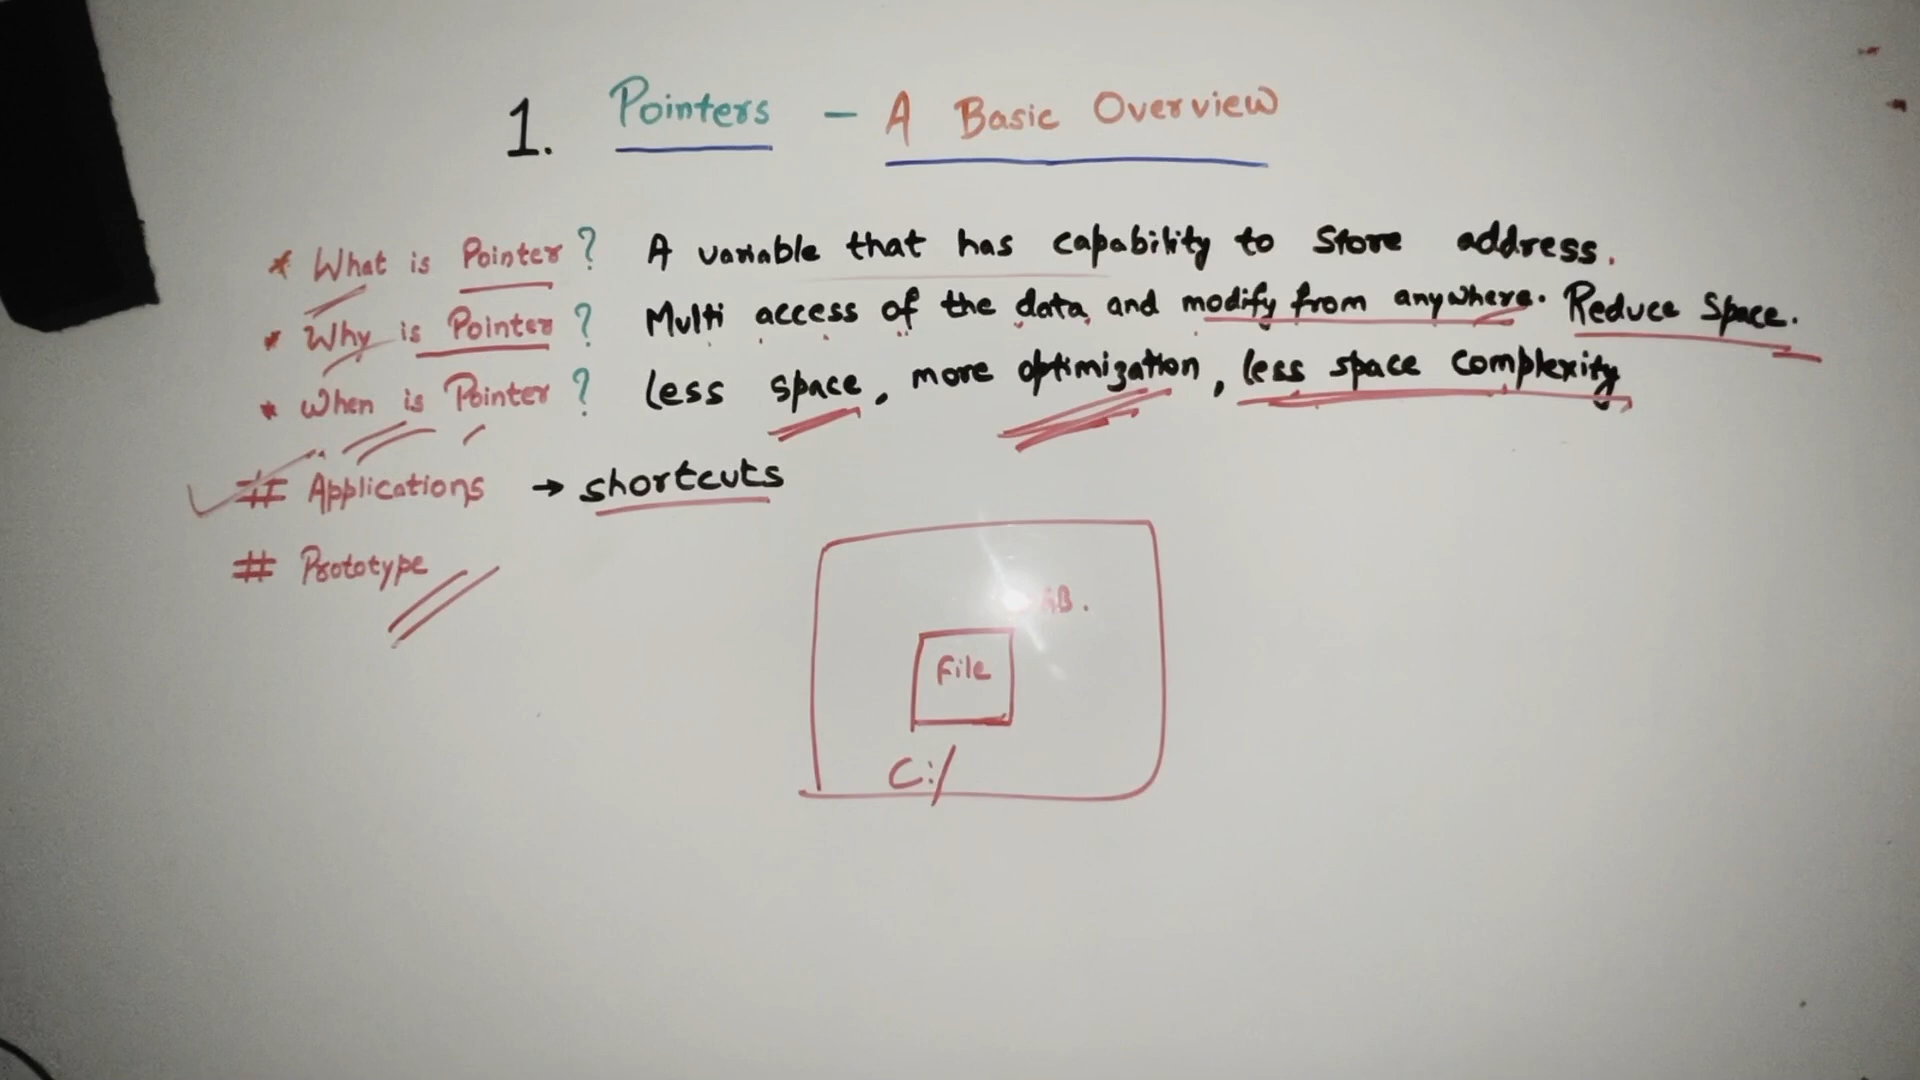 1. Pointers - A Basic Overview
* What is Pointer? A variable that has capability to store address.
* Why is Pointer? Multi access of the data and modify from anywhere. Reduce Space.
* When is Pointer? less space, more optimization, less space complexity
# Applications → shortcuts
# Prototype
File
C:/